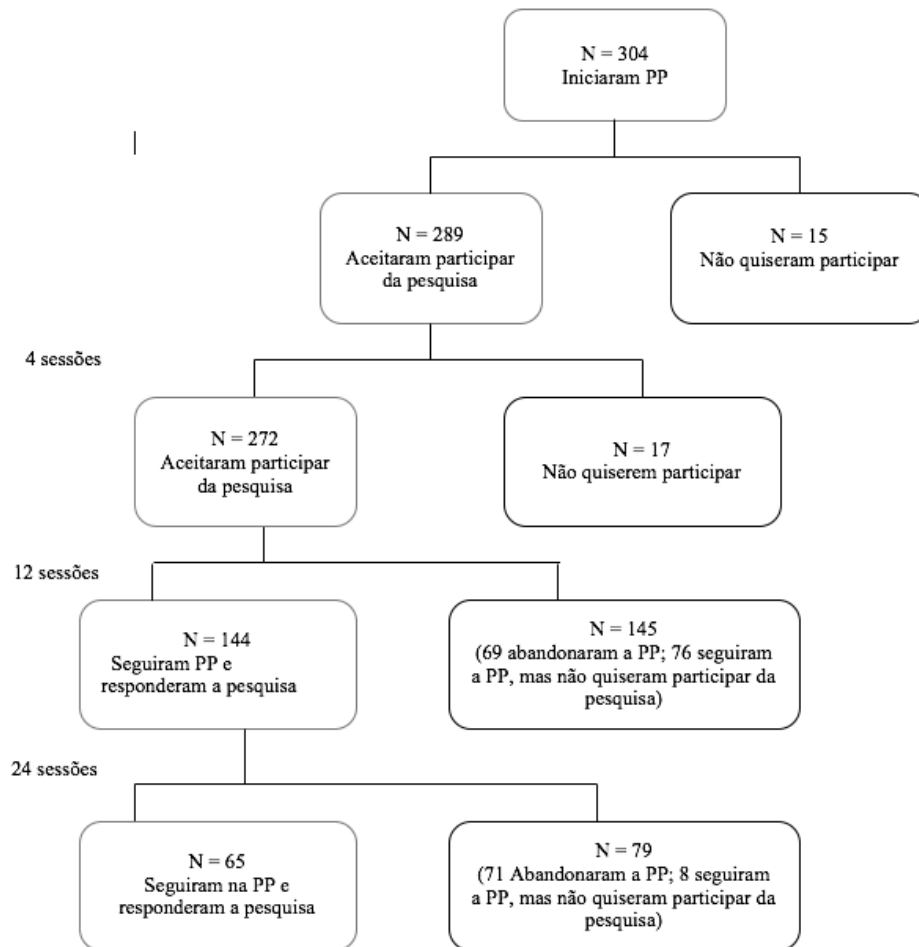 N = 304
Iniciaram PP
N = 289
Aceitaram participar
da pesquisa
N = 15
Não quiseram participar
4 sessões
N = 272
Aceitaram participar
da pesquisa
N = 17
Não quiserem participar
12 sessões
N = 144
Seguiram PP e
responderam a pesquisa
N = 145
(69 abandonaram a PP; 76 seguiram
a PP, mas não quiseram participar da
pesquisa)
24 sessões
N = 65
Seguiram na PP e
responderam a pesquisa
N = 79
(71 Abandonaram a PP; 8 seguiram
a PP, mas não quiseram participar da
pesquisa)